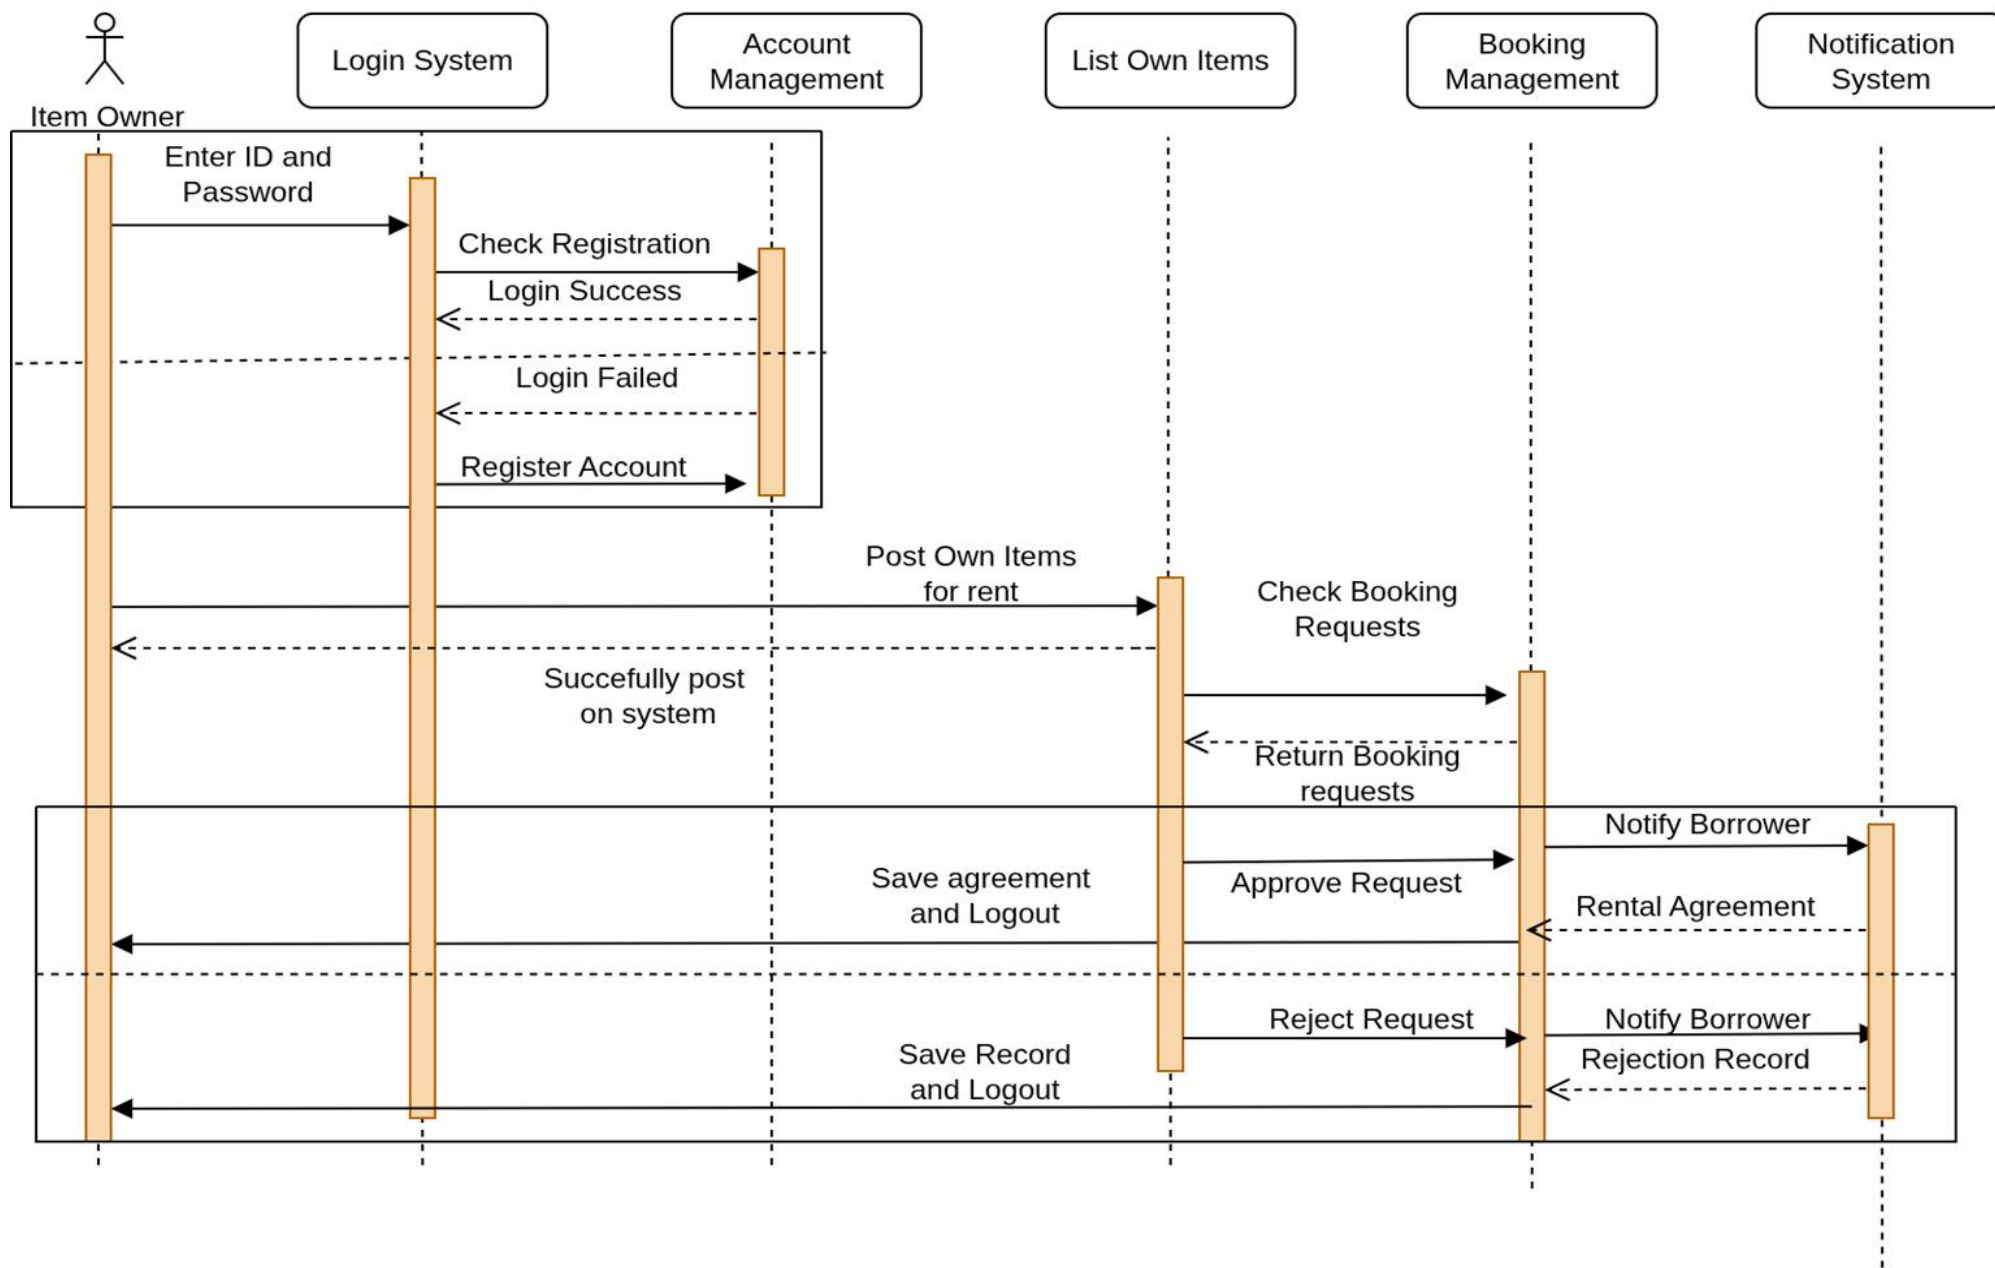 Item Owner
Login System
Account
Management
List Own Items
Booking
Management
Notification
System
Enter ID and
Password
Check Registration
Login Success
Login Failed
Register Account
Post Own Items
for rent
Succefully post
on system
Check Booking
Requests
Return Booking
requests
Notify Borrower
Approve Request
Rental Agreement
Save agreement
and Logout
Reject Request
Notify Borrower
Rejection Record
Save Record
and Logout